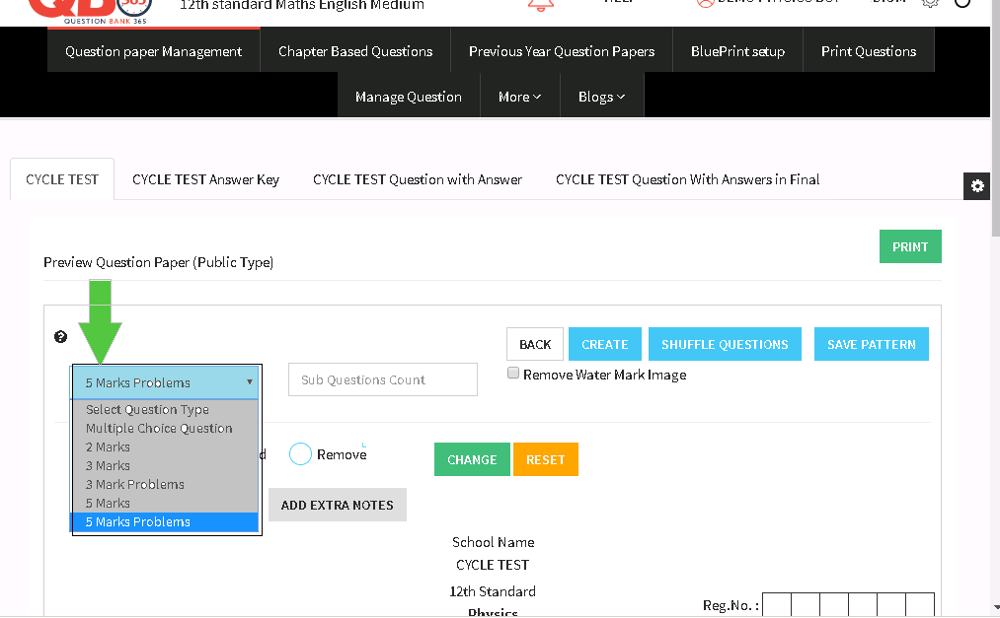 365
QUESTION BANK 365
12th standard Maths English Medium
HELP
DEMO PHYSICS BOT
Question paper Management
Chapter Based Questions
Previous Year Question Papers
BluePrint setup
Print Questions
Manage Question
More
Blogs
CYCLE TEST
CYCLE TEST Answer Key
CYCLE TEST Question with Answer
CYCLE TEST Question With Answers in Final
PRINT
Preview Question Paper (Public Type)
BACK
CREATE
SHUFFLE QUESTIONS
SAVE PATTERN
Remove Water Mark Image
5 Marks Problems
Sub Questions Count
Select Question Type
Multiple Choice Question
2 Marks
3 Marks
3 Mark Problems
5 Marks
5 Marks Problems
d
Remove
CHANGE
RESET
ADD EXTRA NOTES
School Name
CYCLE TEST
12th Standard
Physics
Reg.No. :